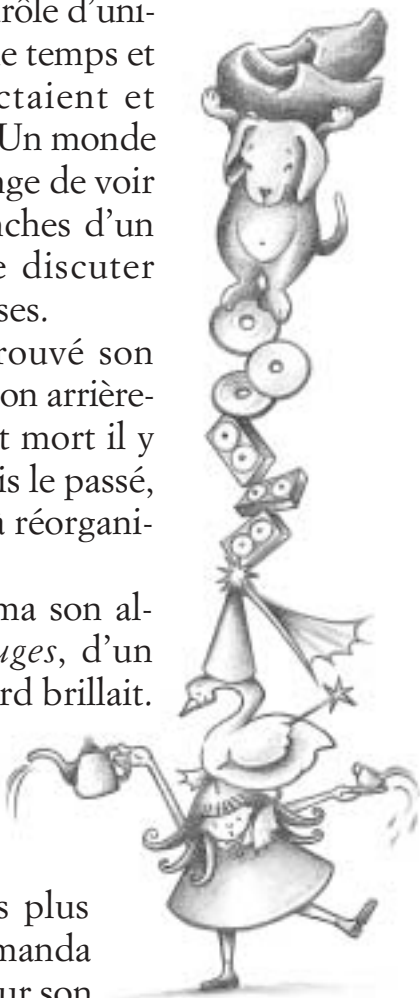 rôle d'uni-
e temps et
ctaient et
Un monde
nge de voir
nches d'un
e discuter
ses.
rouvé son
on arrière-
t mort il y
is le passé,
a réorgani-
ma son al-
uges, d'un
rd brillait.
s plus
manda
ur son